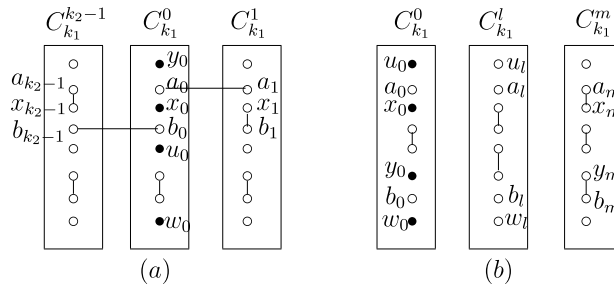 C_{k_1}^{k_2-1} C_{k_1}^0 C_{k_1}^1 C_{k_1}^0 C_{k_1}^l C_{k_1}^m
y_0 u_0 u_l
a_{k_2-1} a_0 a_1 a_0 a_l a_m
x_{k_2-1} x_0 x_1 x_0 x_m
b_{k_2-1} b_0 b_1
u_0
y_0 y_m
b_0 b_l b_m
w_0 w_0 w_l
(a) (b)